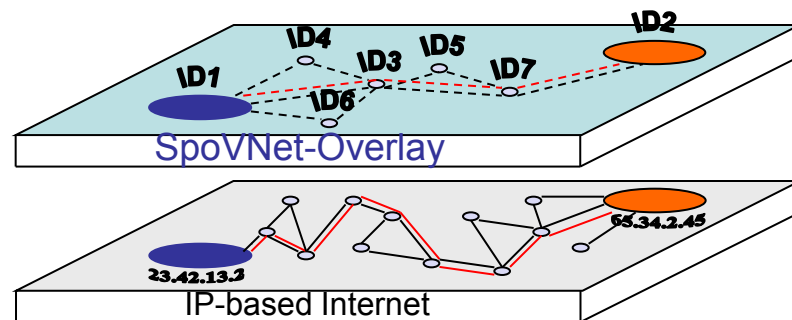 ID4
ID5
ID2
ID3
ID1
ID7
ID6
SpoVNet-Overlay
65.34.2.45
23.42.13.2
IP-based Internet